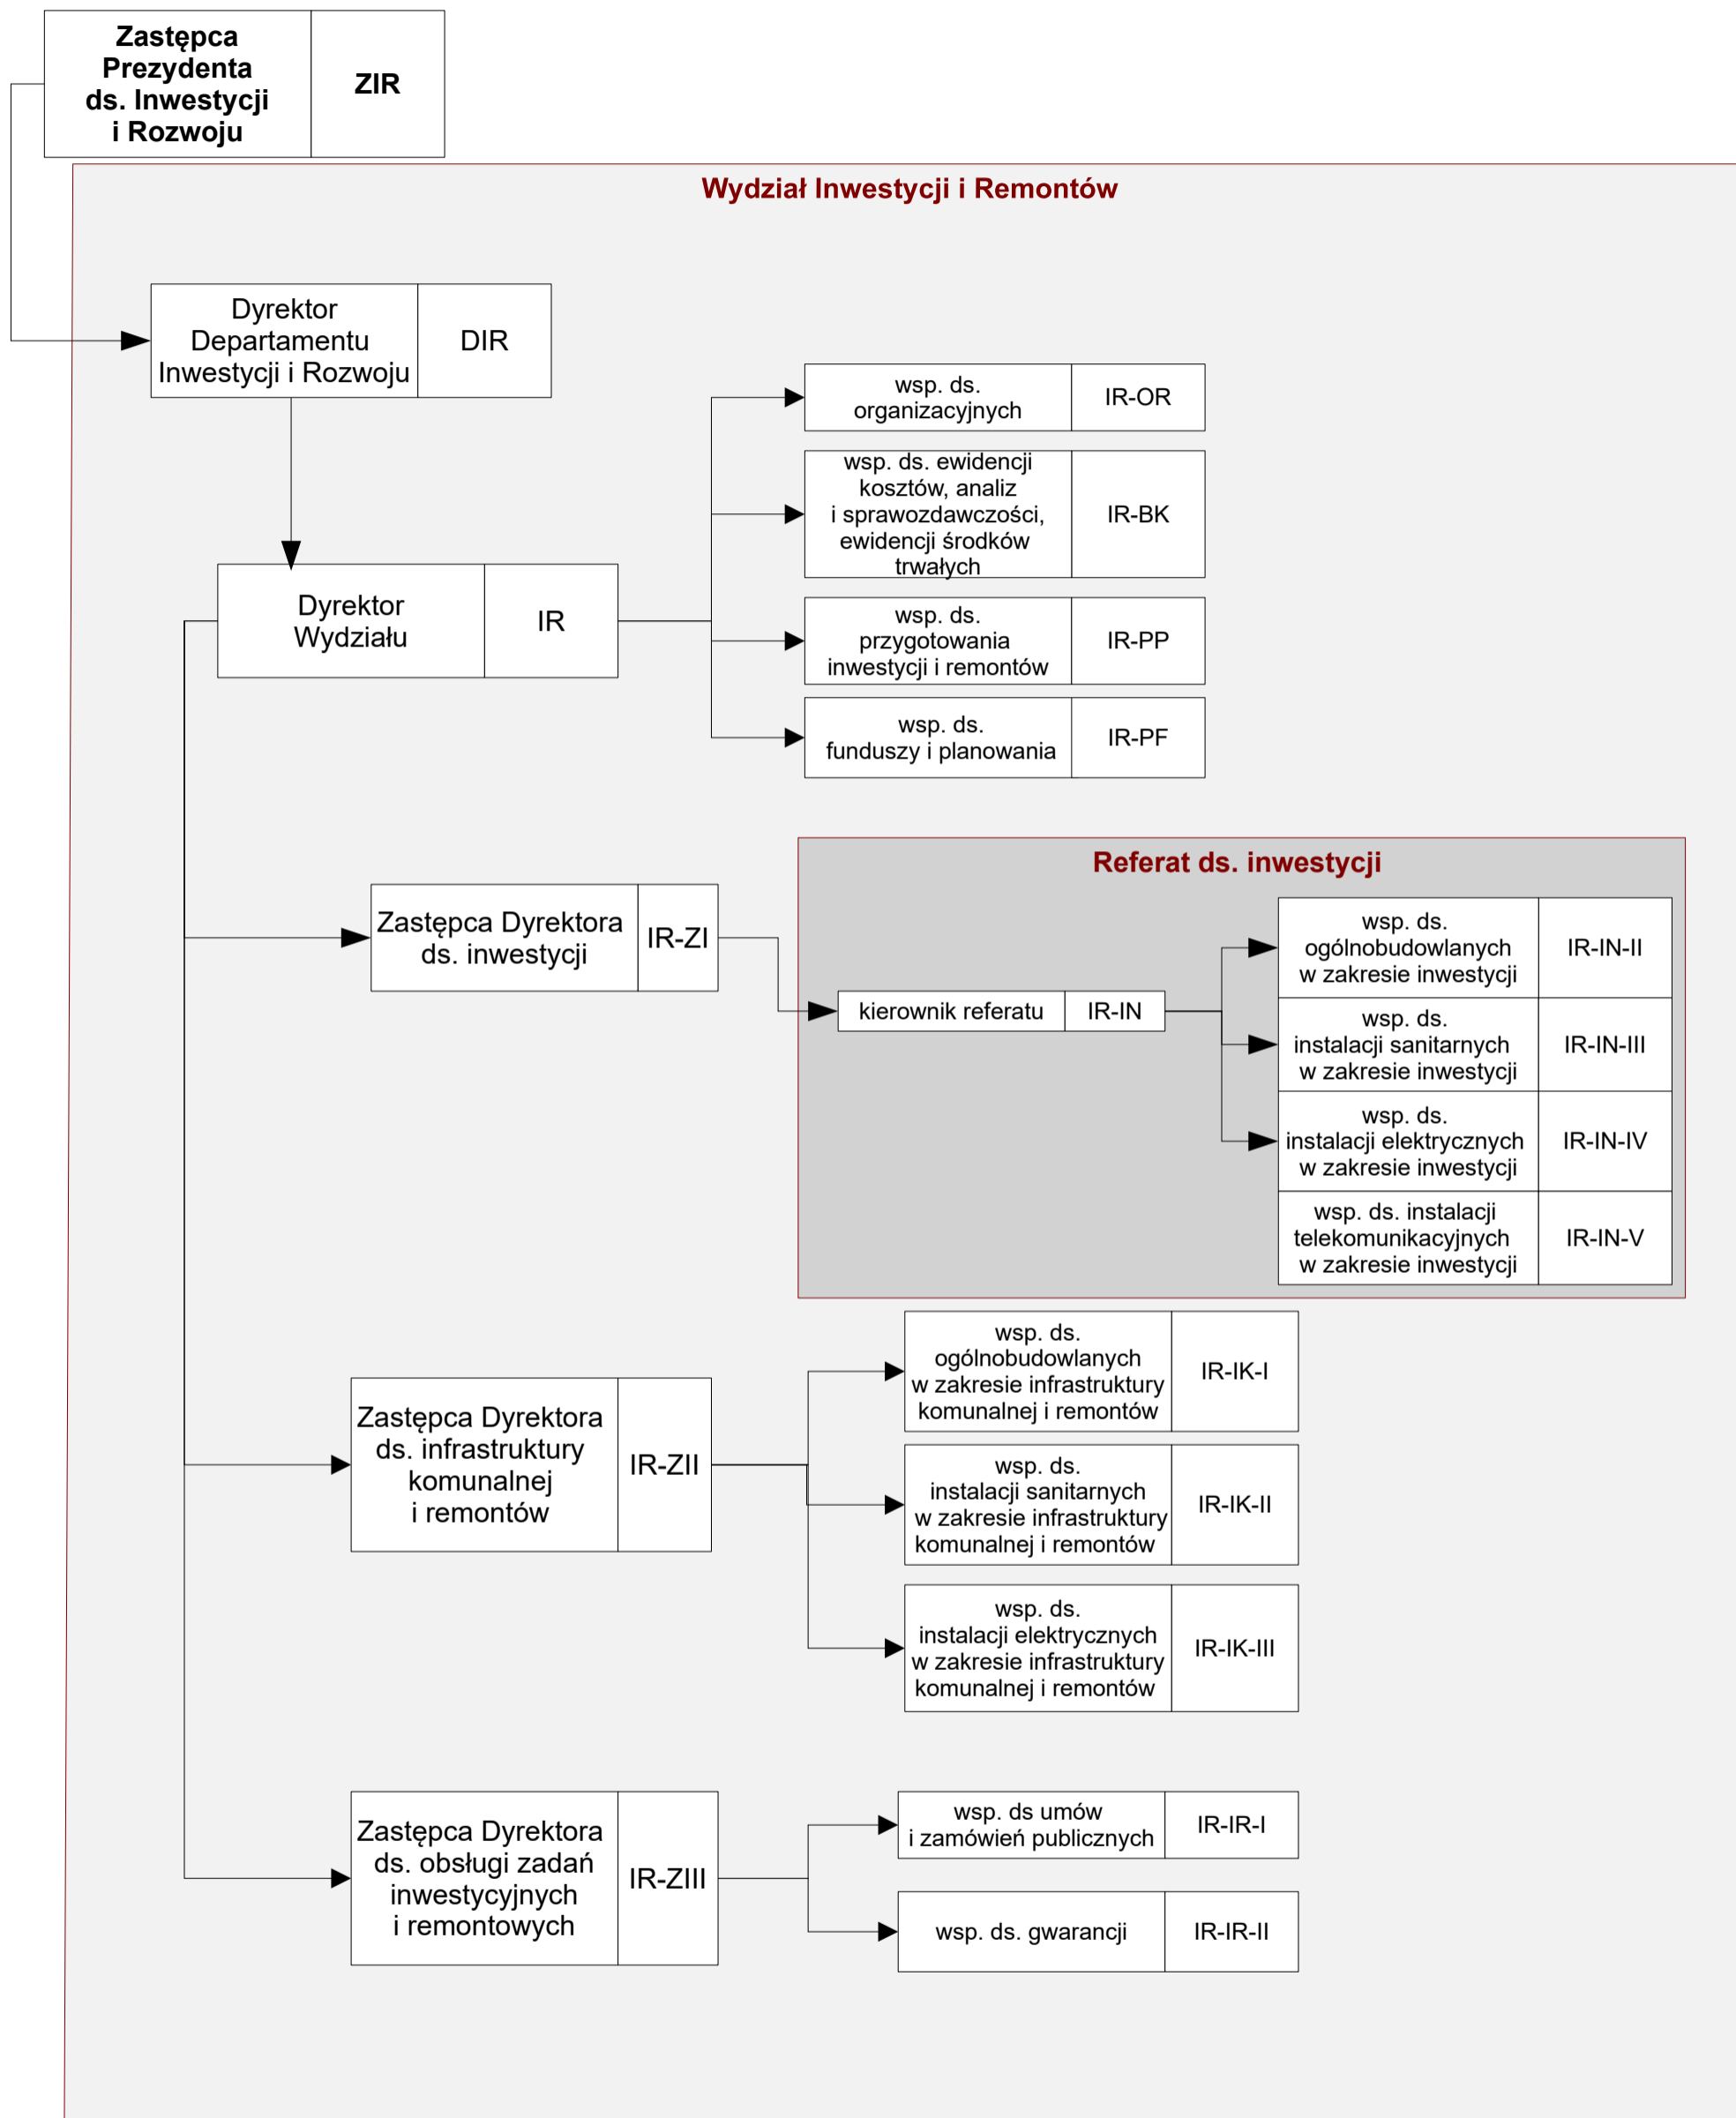 Zastępca
Prezydenta
ds. Inwestycji
i Rozwoju
ZIR
Wydział Inwestycji i Remontów
Dyrektor
Departamentu
Inwestycji i Rozwoju
DIR
wsp. ds.
organizacyjnych
IR-OR
wsp. ds. ewidencji
kosztów, analiz
i sprawozdawczości,
ewidencji środków
trwałych
IR-BK
Dyrektor
Wydziału
IR
wsp. ds.
przygotowania
inwestycji i remontów
IR-PP
wsp. ds.
funduszy i planowania
IR-PF
Zastępca Dyrektora
ds. inwestycji
IR-ZI
Referat ds. inwestycji
kierownik referatu
IR-IN
wsp. ds.
ogólnobudowlanych
w zakresie inwestycji
IR-IN-II
wsp. ds.
instalacji sanitarnych
w zakresie inwestycji
IR-IN-III
wsp. ds.
instalacji elektrycznych
w zakresie inwestycji
IR-IN-IV
wsp. ds. instalacji
telekomunikacyjnych
w zakresie inwestycji
IR-IN-V
Zastępca Dyrektora
ds. infrastruktury
komunalnej
i remontów
IR-ZII
wsp. ds.
ogólnobudowlanych
w zakresie infrastruktury
komunalnej i remontów
IR-IK-I
wsp. ds.
instalacji sanitarnych
w zakresie infrastruktury
komunalnej i remontów
IR-IK-II
wsp. ds.
instalacji elektrycznych
w zakresie infrastruktury
komunalnej i remontów
IR-IK-III
Zastępca Dyrektora
ds. obsługi zadań
inwestycyjnych
i remontowych
IR-ZIII
wsp. ds umów
i zamówień publicznych
IR-IR-I
wsp. ds. gwarancji
IR-IR-II